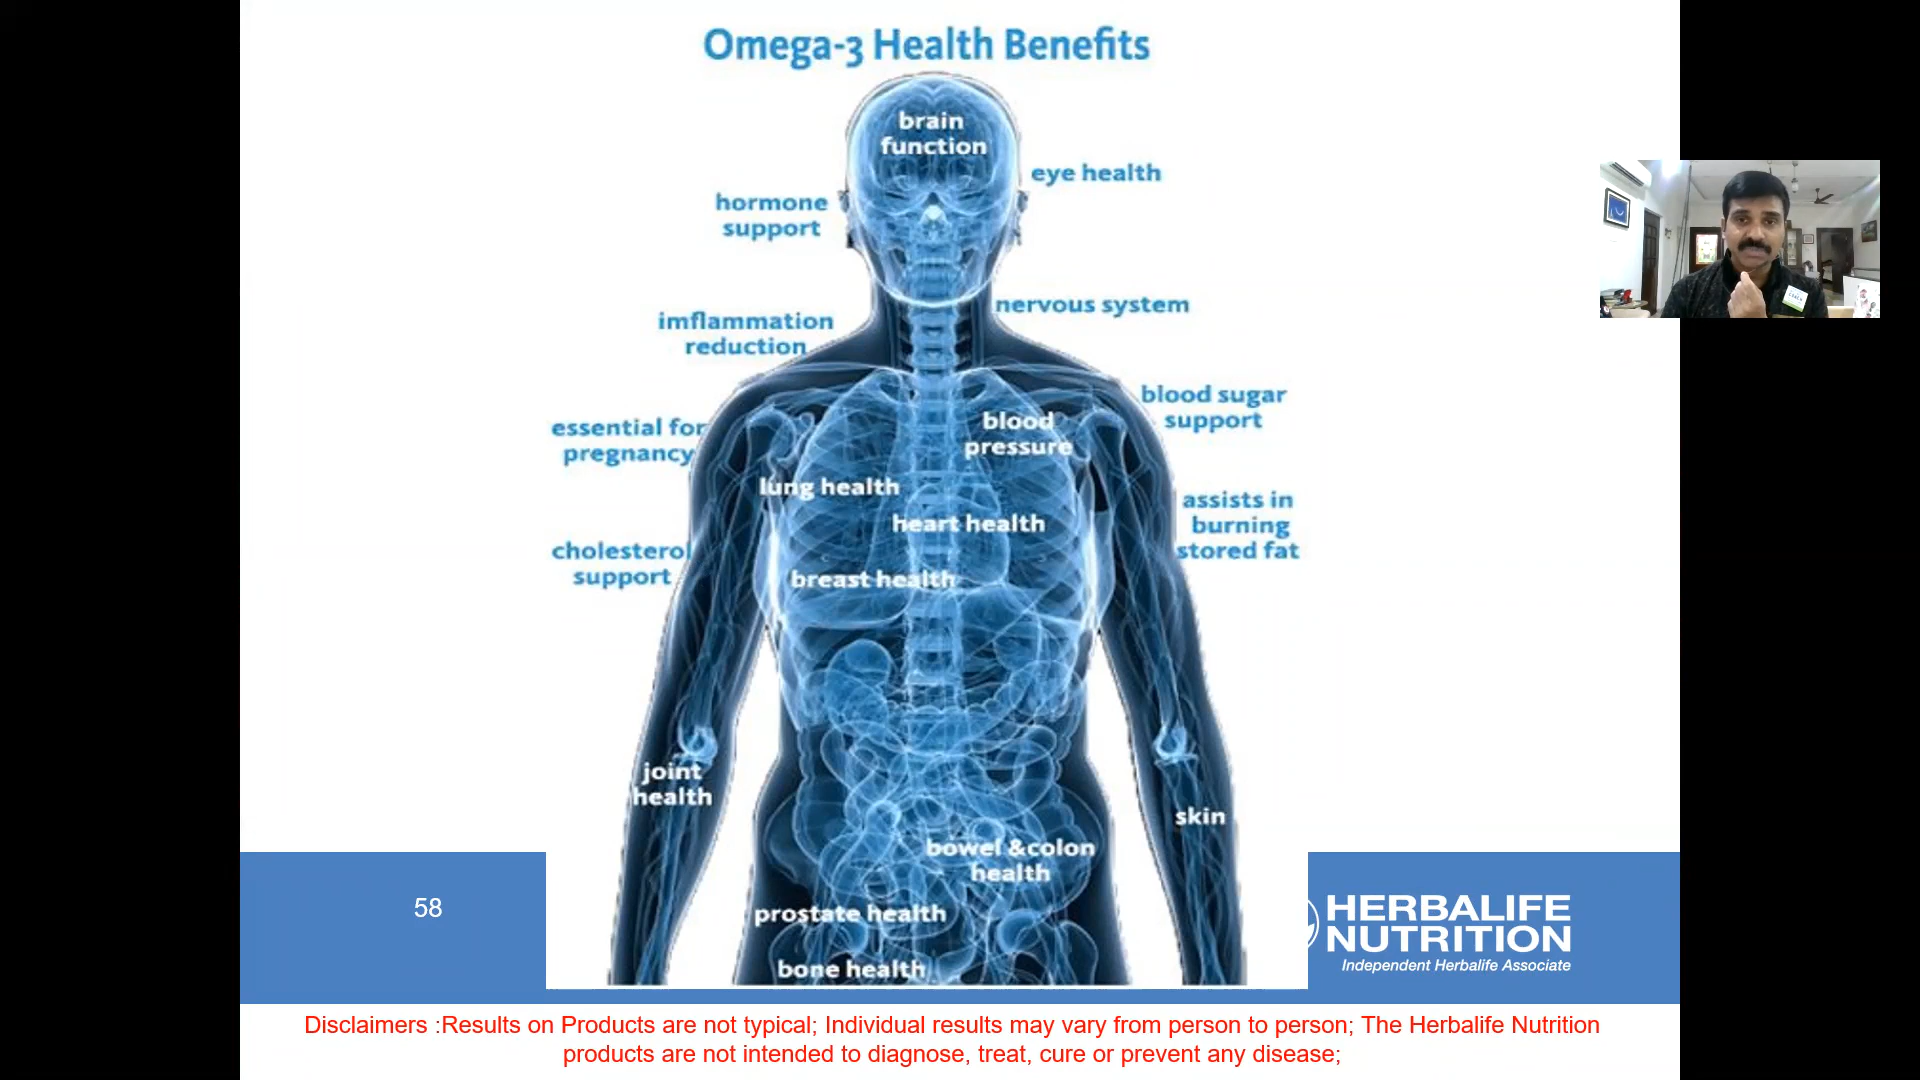 Omega-3 Health Benefits
brain
function
eye health
hormone
support
nervous system
imflammation
reduction
blood sugar
support
blood
pressure
essential for
pregnancy
lung health
assists in
burning
stored fat
heart health
cholesterol
support
breast health
joint
health
skin
bowel &colon
health
prostate health
bone health
58
HERBALIFE
NUTRITION
Independent Herbalife Associate
Disclaimers :Results on Products are not typical; Individual results may vary from person to person; The Herbalife Nutrition
products are not intended to diagnose, treat, cure or prevent any disease;